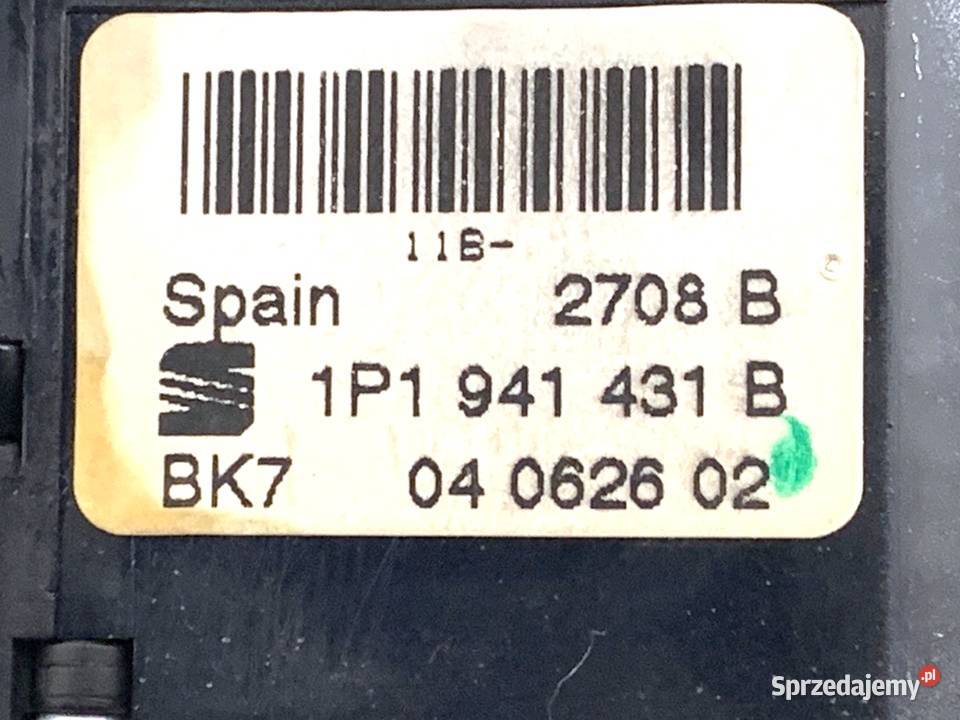 11B-
Spain 2708 B
1P1 941 431 B
BK7 04 0626 02
Sprzedajemy.pl